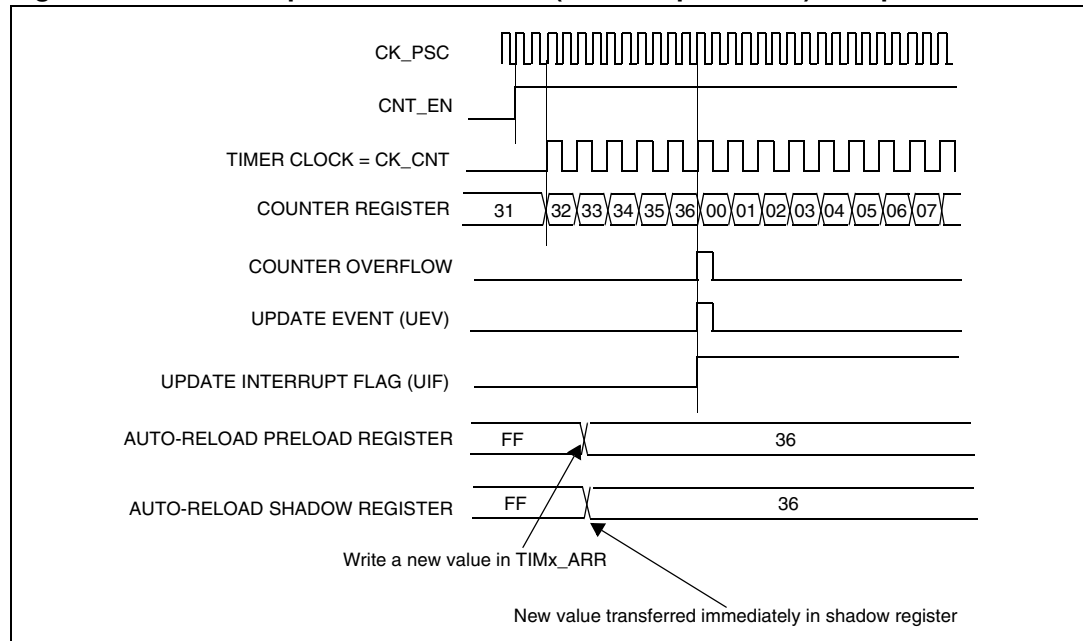 CK_PSC
CNT_EN
TIMER CLOCK = CK_CNT
COUNTER REGISTER 31 32 33 34 35 36 00 01 02 03 04 05 06 07
COUNTER OVERFLOW
UPDATE EVENT (UEV)
UPDATE INTERRUPT FLAG (UIF)
AUTO-RELOAD PRELOAD REGISTER FF 36
AUTO-RELOAD SHADOW REGISTER FF 36
Write a new value in TIMx_ARR
New value transferred immediately in shadow register